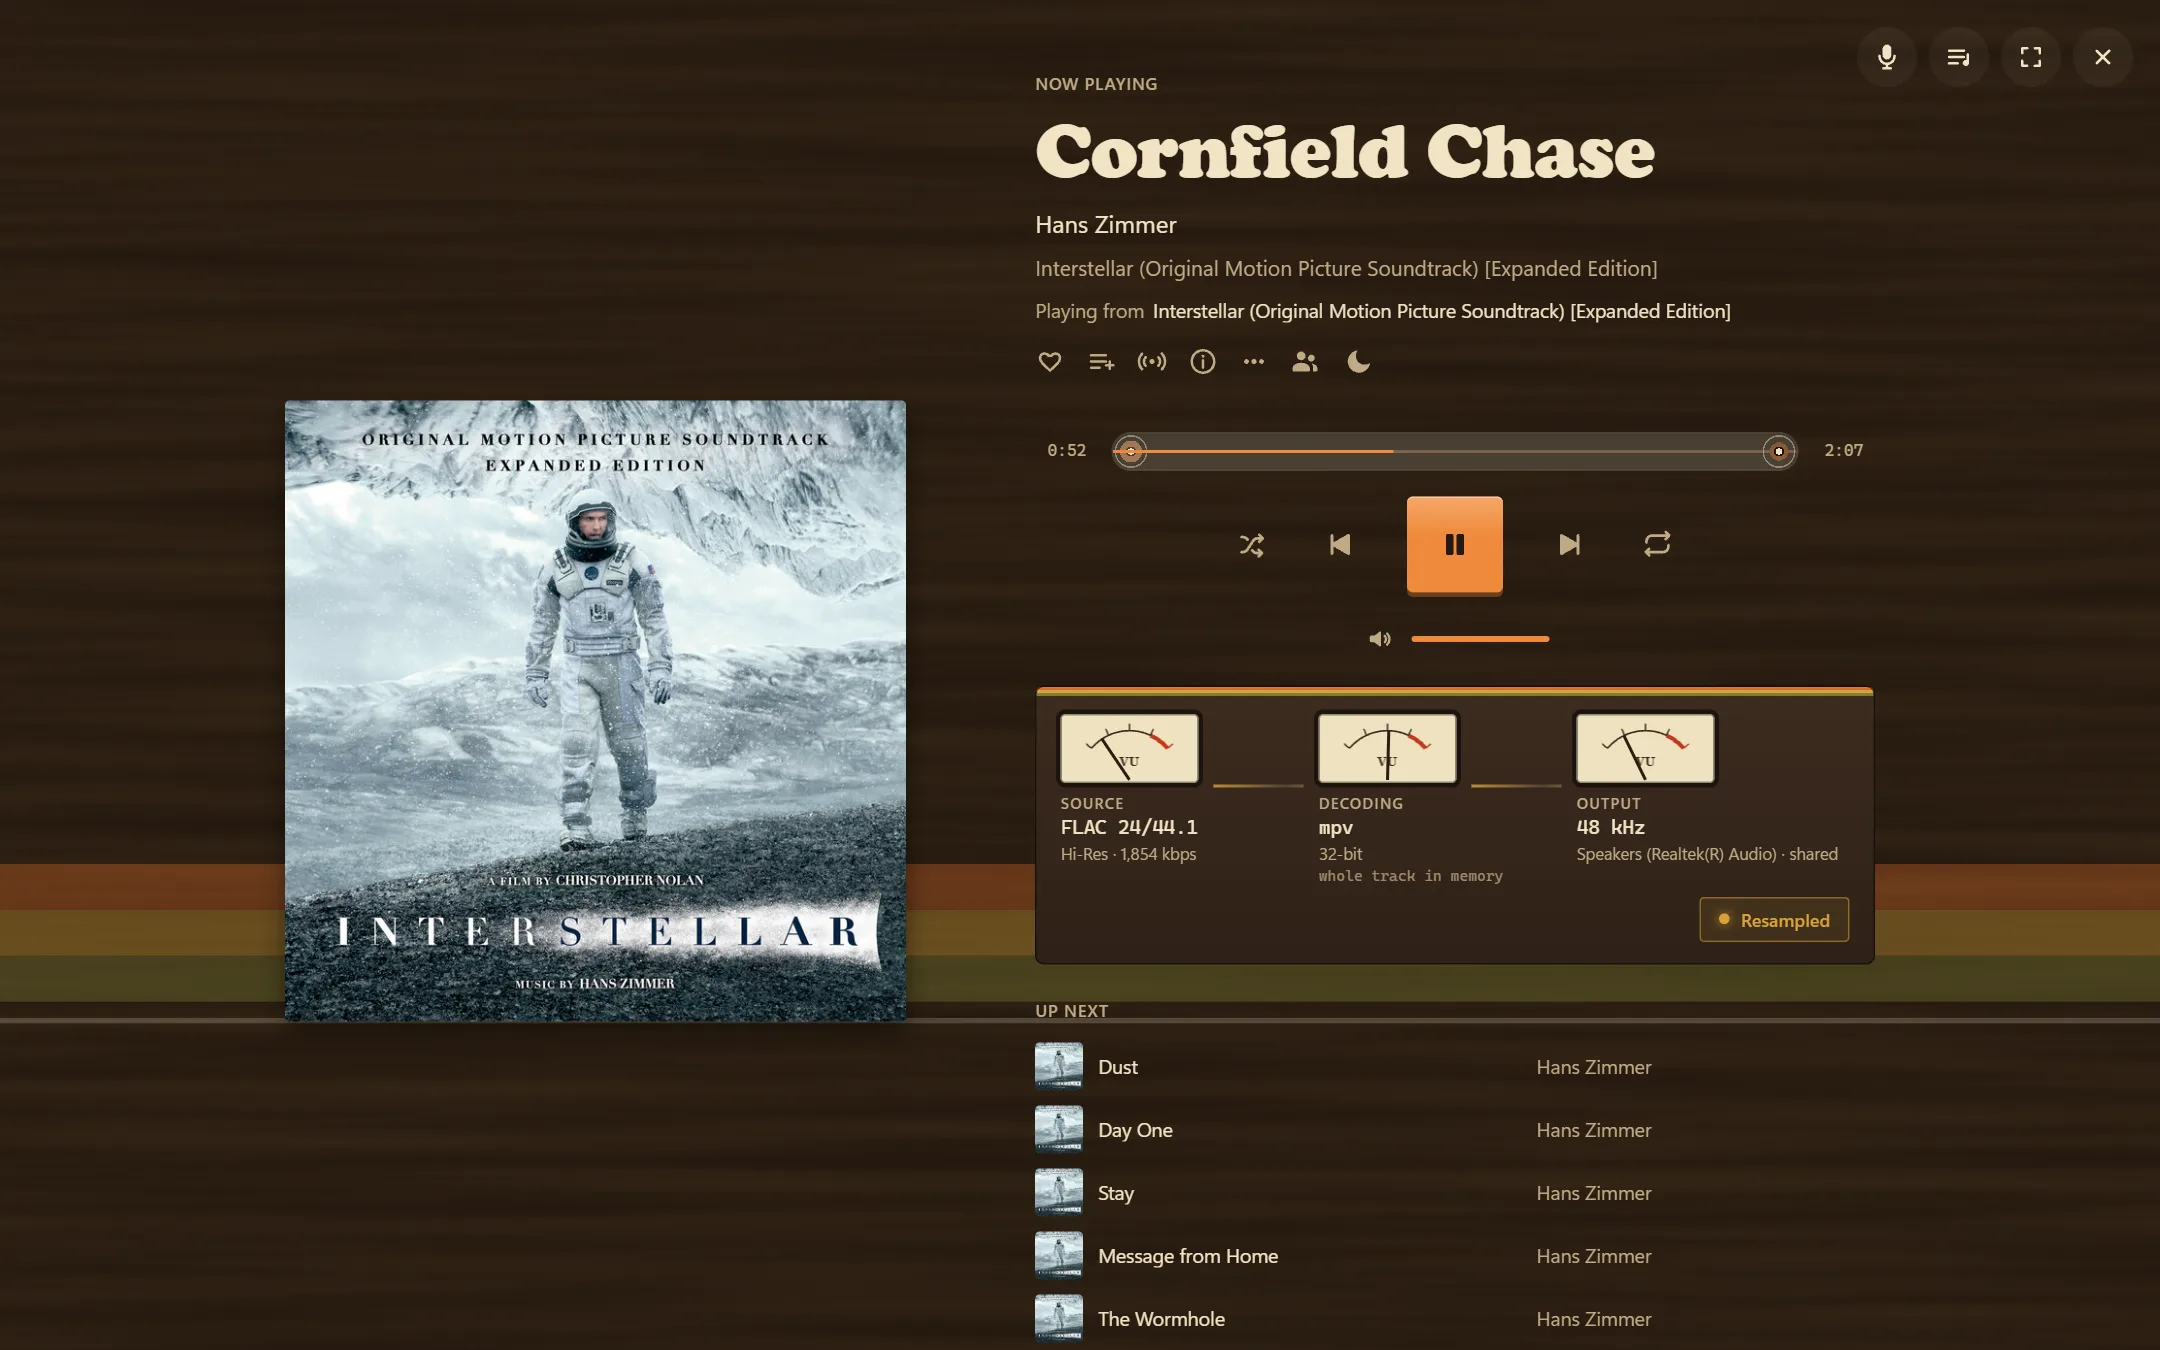 NOW PLAYING
Cornfield Chase
Hans Zimmer
Interstellar (Original Motion Picture Soundtrack) [Expanded Edition]
Playing from Interstellar (Original Motion Picture Soundtrack) [Expanded Edition]
ORIGINAL MOTION PICTURE SOUNDTRACK
EXPANDED EDITION
A FILM BY CHRISTOPHER NOLAN
INTERSTELLAR
MUSIC BY HANS ZIMMER
0:52 2:07
VU VU VU
SOURCE DECODING OUTPUT
FLAC 24/44.1 mpv 48 kHz
Hi-Res · 1,854 kbps 32-bit Speakers (Realtek(R) Audio) · shared
whole track in memory
Resampled
UP NEXT
Dust Hans Zimmer
Day One Hans Zimmer
Stay Hans Zimmer
Message from Home Hans Zimmer
The Wormhole Hans Zimmer